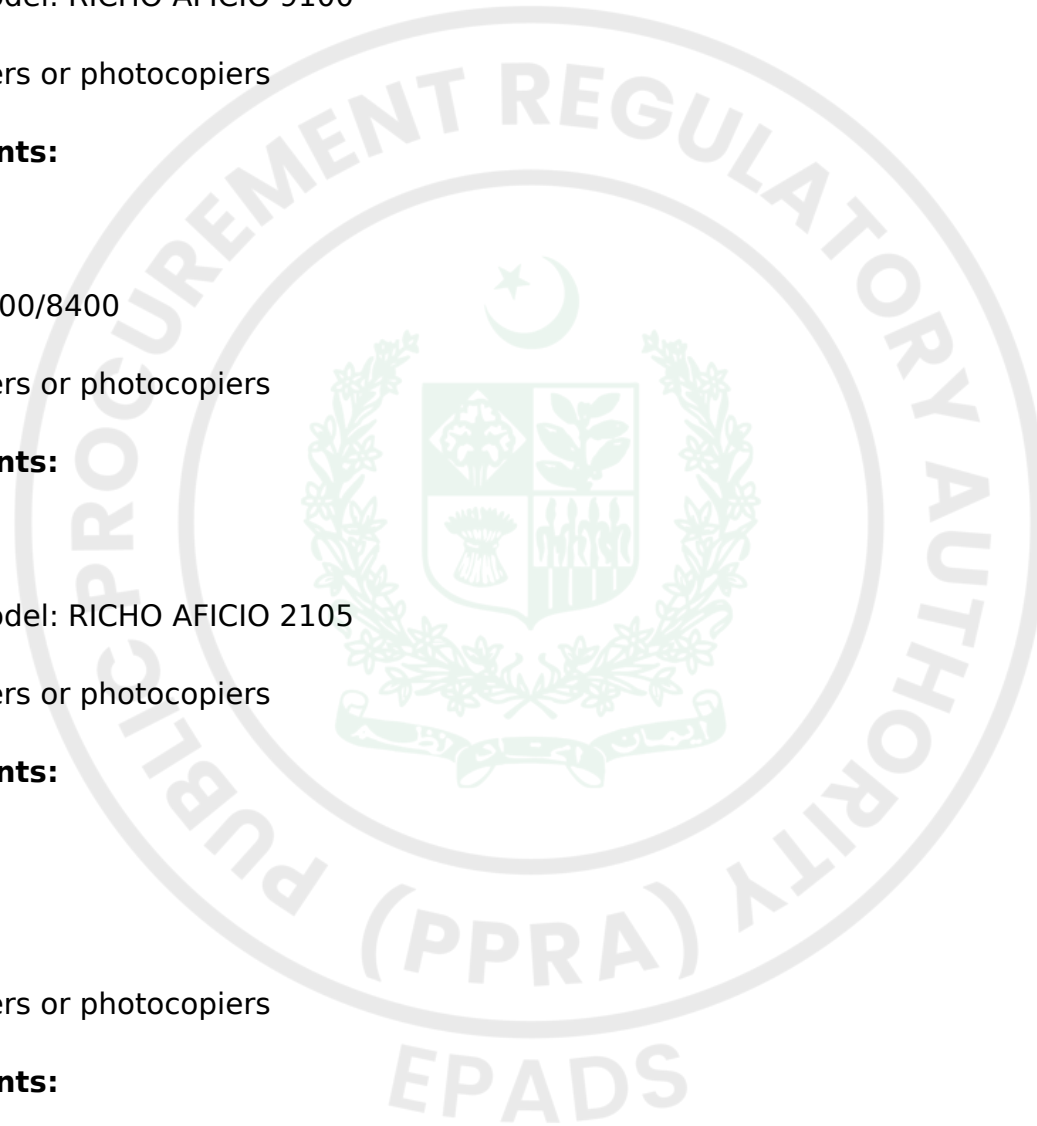 odel: RICHO AFICIO 9100
ers or photocopiers
nts:
00/8400
ers or photocopiers
nts:
odel: RICHO AFICIO 2105
ers or photocopiers
nts:
ers or photocopiers
nts:
PUBLIC PROCUREMENT REGULATORY AUTHORITY
(PPRA)
EPADS